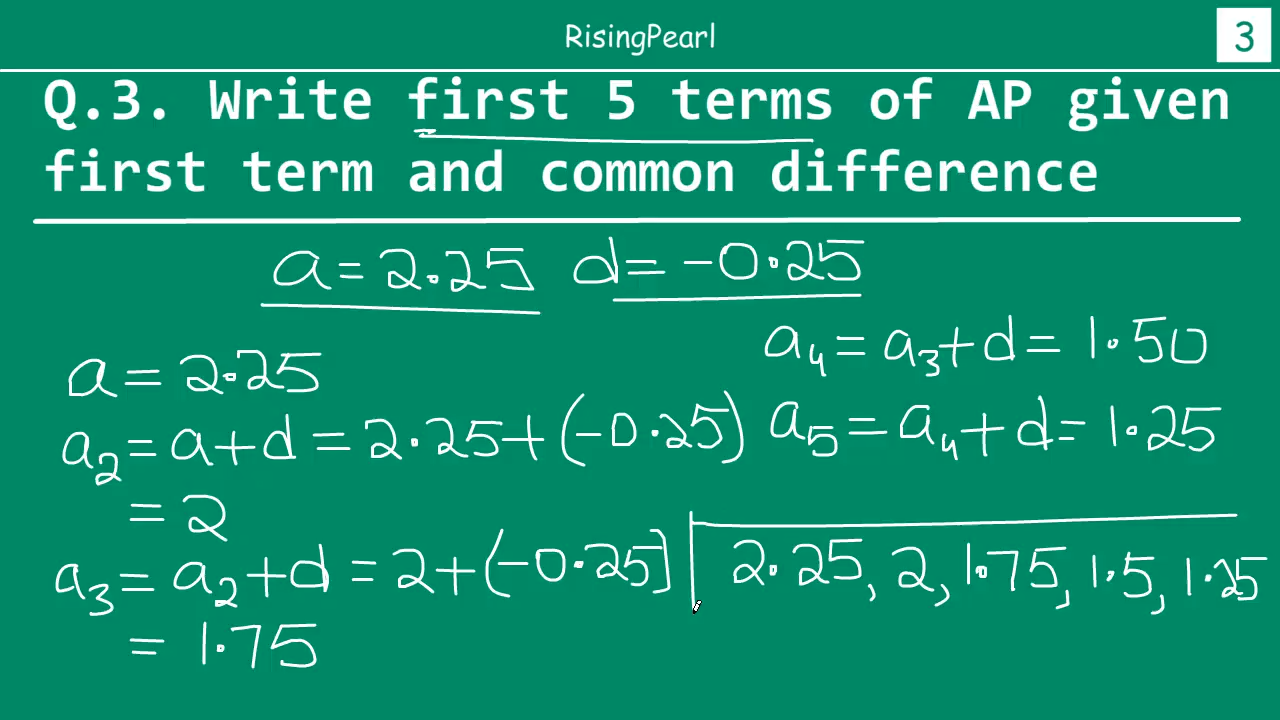 RisingPearl
3
Q.3. Write first 5 terms of AP given
first term and common difference
a = 2.25 d = -0.25
a = 2.25
a₂ = a+d = 2.25+(-0.25)
= 2
a₃ = a₂+d = 2+(-0.25)
= 1.75
a₄ = a₃+d = 1.50
a₅ = a₄+d = 1.25
2.25, 2, 1.75, 1.5, 1.25